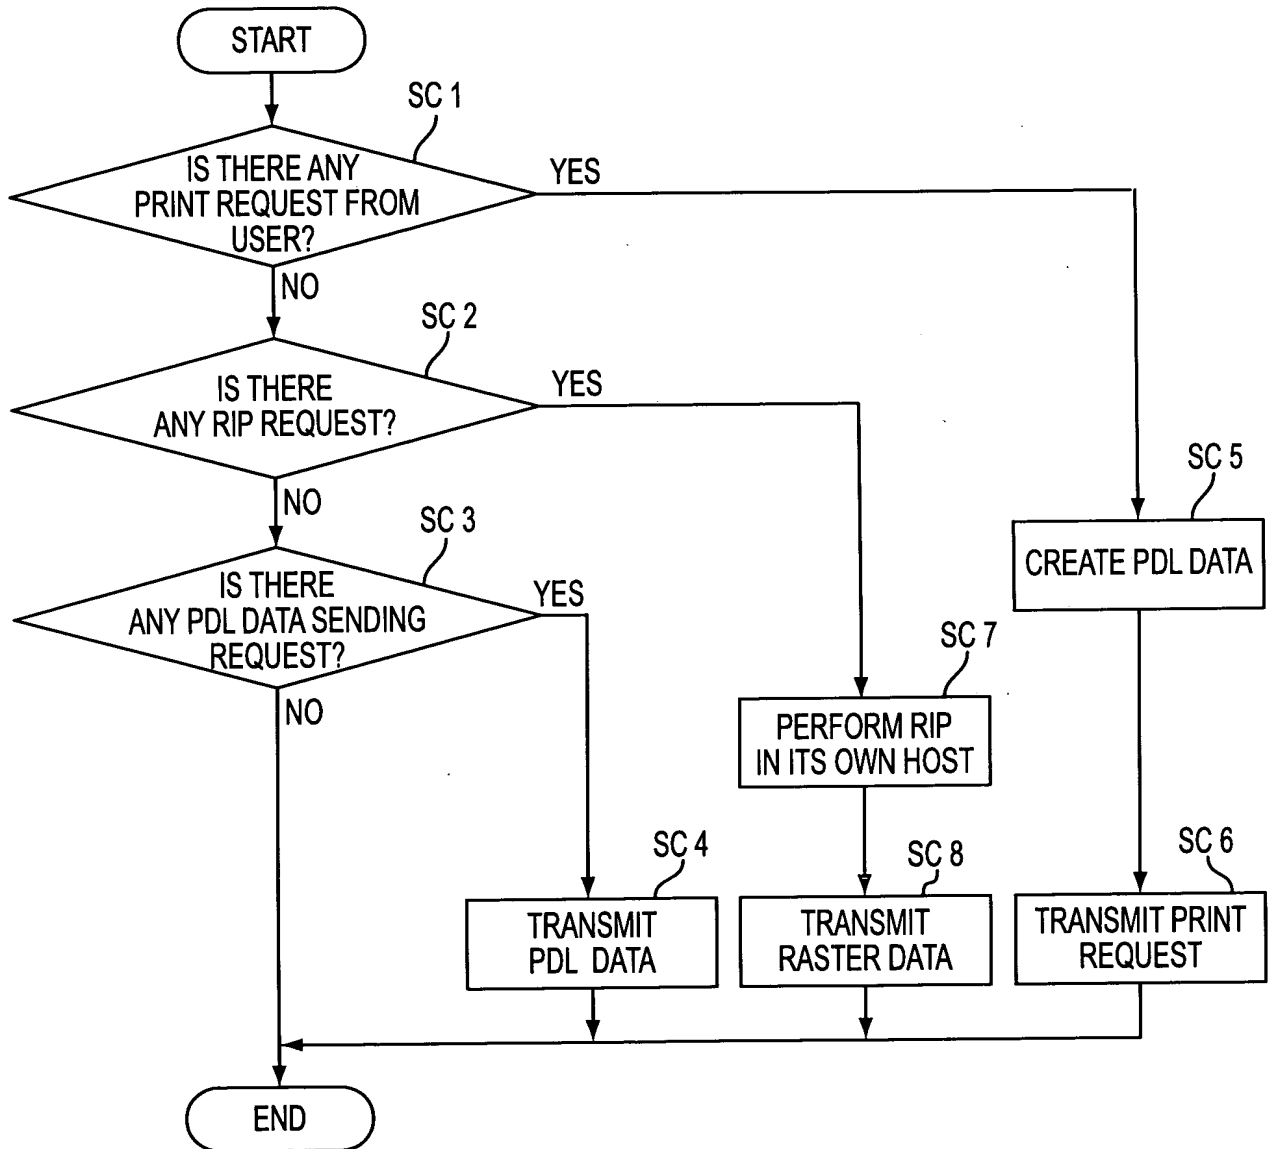 START
SC 1
IS THERE ANY
PRINT REQUEST FROM
USER?
YES
NO
SC 2
IS THERE
ANY RIP REQUEST?
YES
NO
SC 3
IS THERE
ANY PDL DATA SENDING
REQUEST?
YES
NO
SC 5
CREATE PDL DATA
SC 7
PERFORM RIP
IN ITS OWN HOST
SC 4
TRANSMIT
PDL DATA
SC 8
TRANSMIT
RASTER DATA
SC 6
TRANSMIT PRINT
REQUEST
END